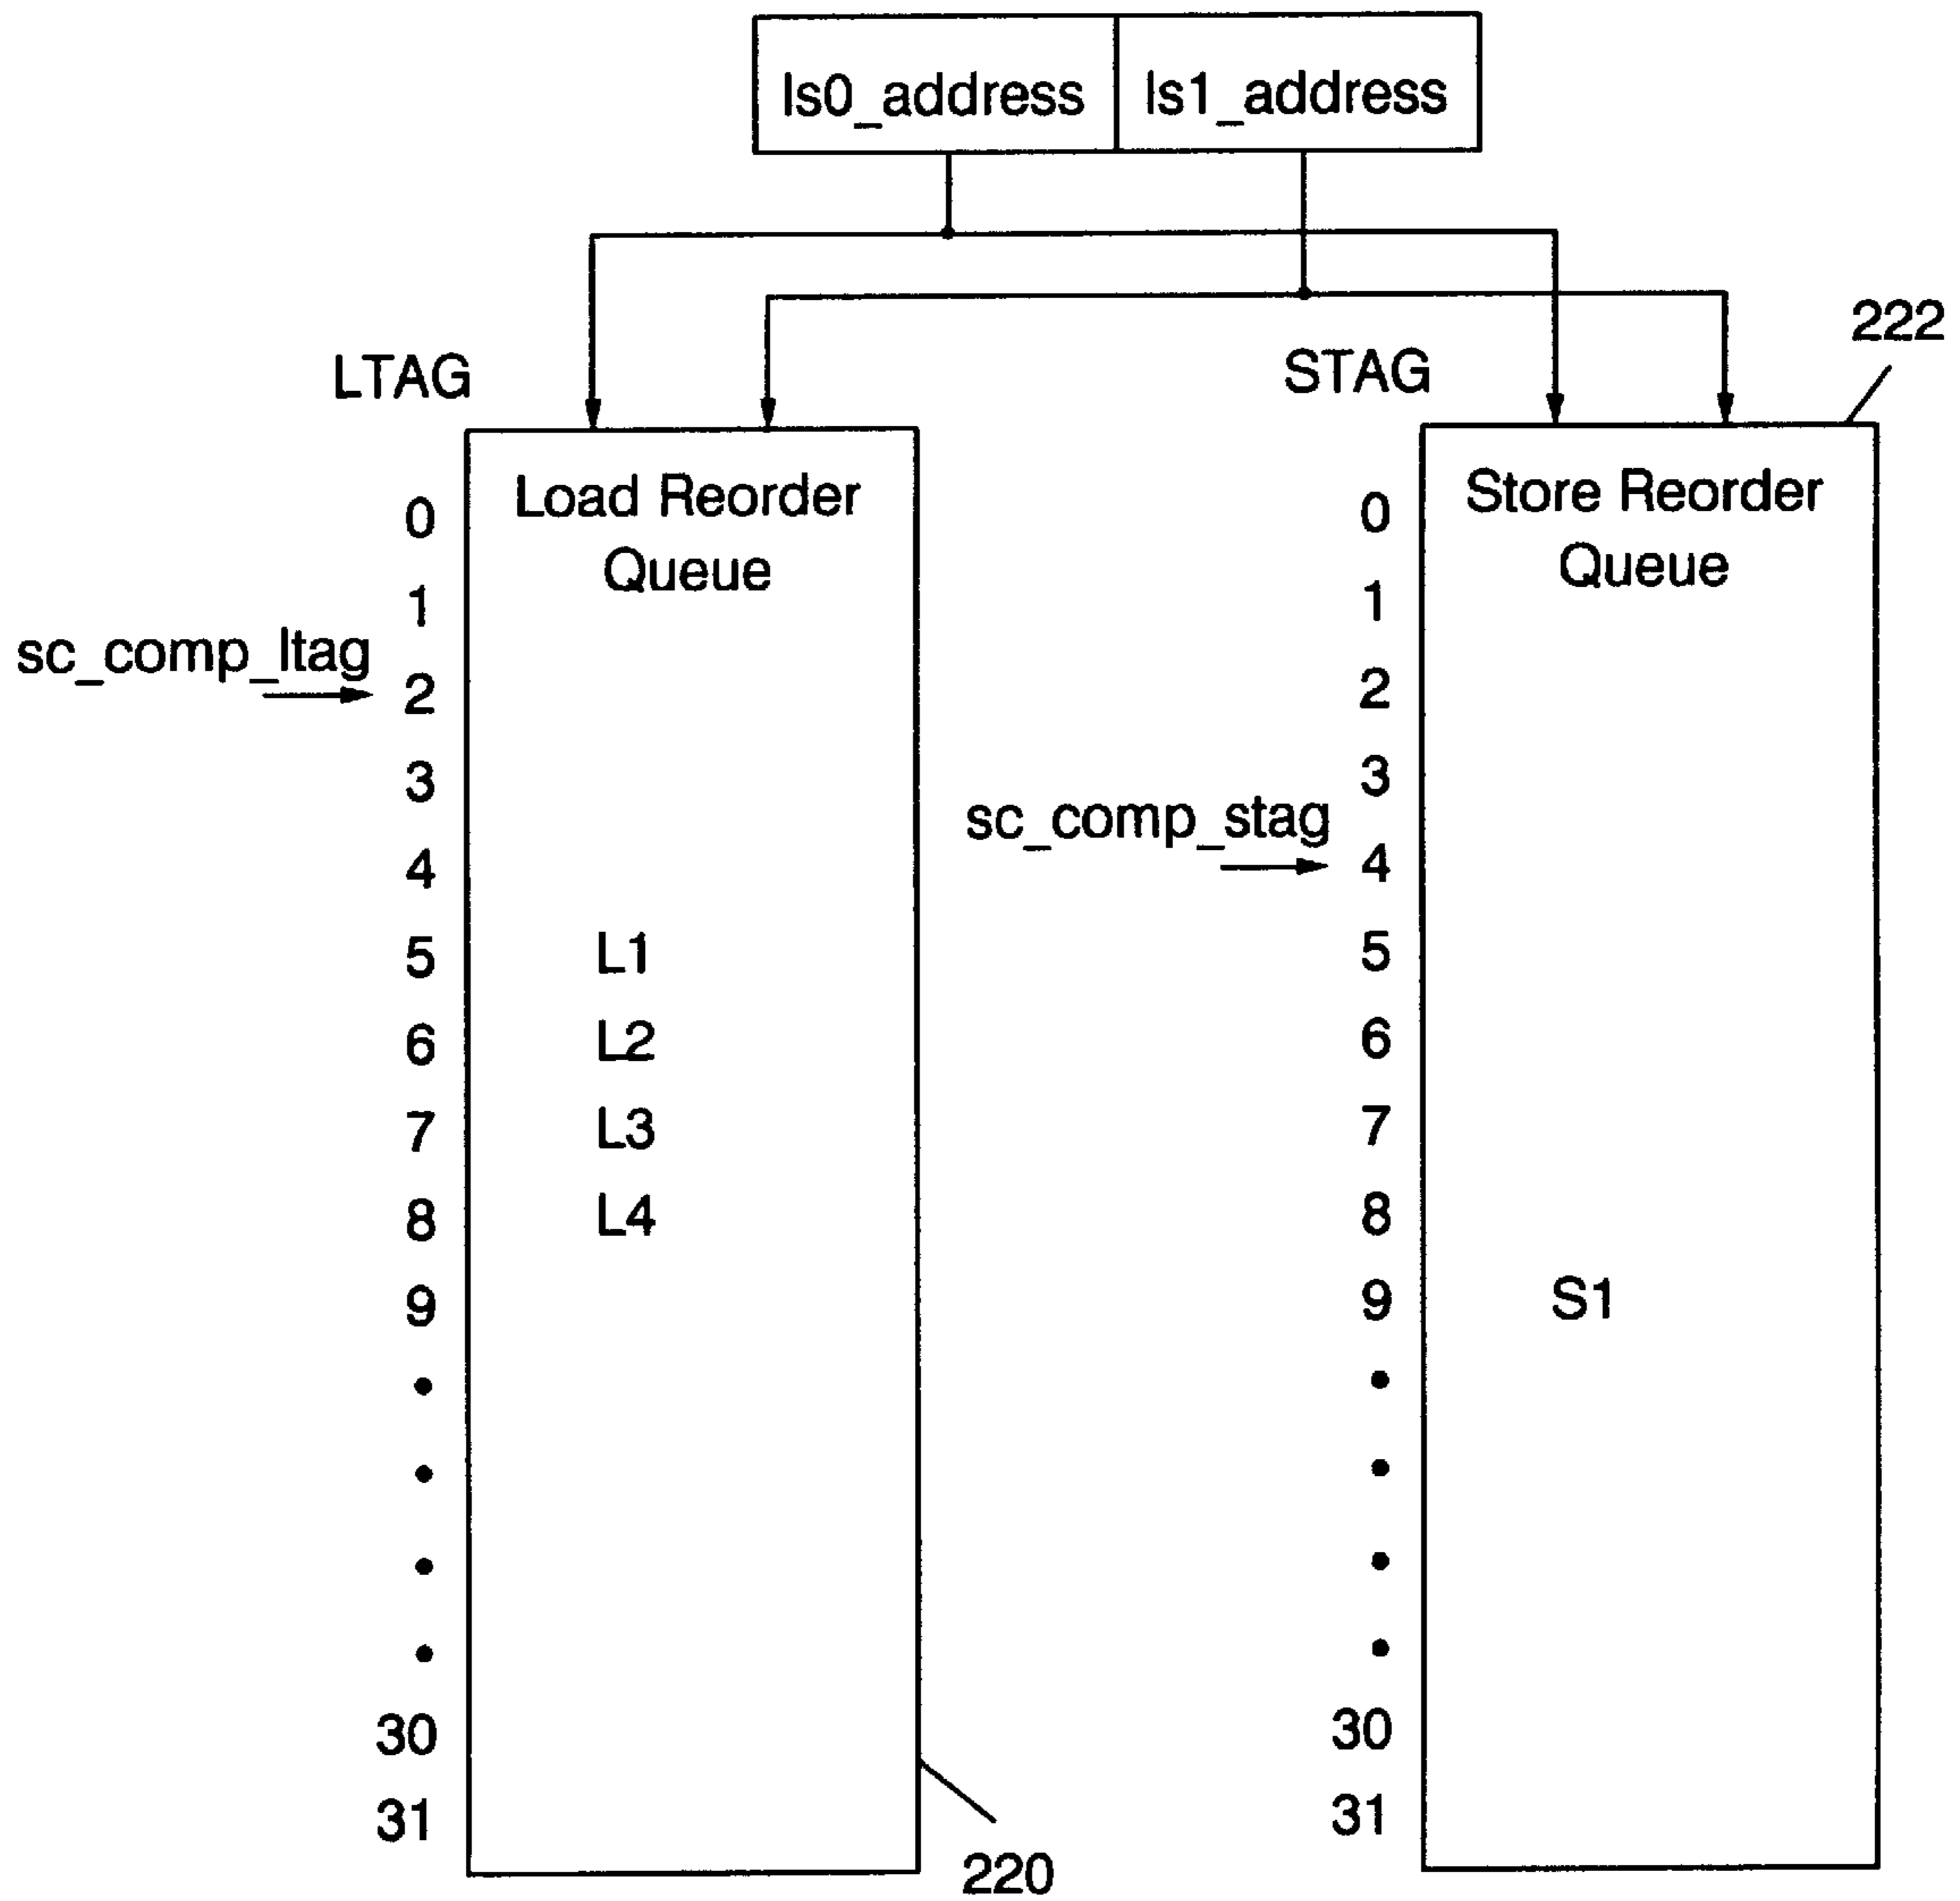 ls0_address ls1_address
222
LTAG
STAG
Load Reorder
Queue
Store Reorder
Queue
0
1
sc_comp_ltag
2
3
4
5 L1
6 L2
7 L3
8 L4
9
30
31
220
0
1
2
3
sc_comp_stag
4
5
6
7
8
9 S1
30
31